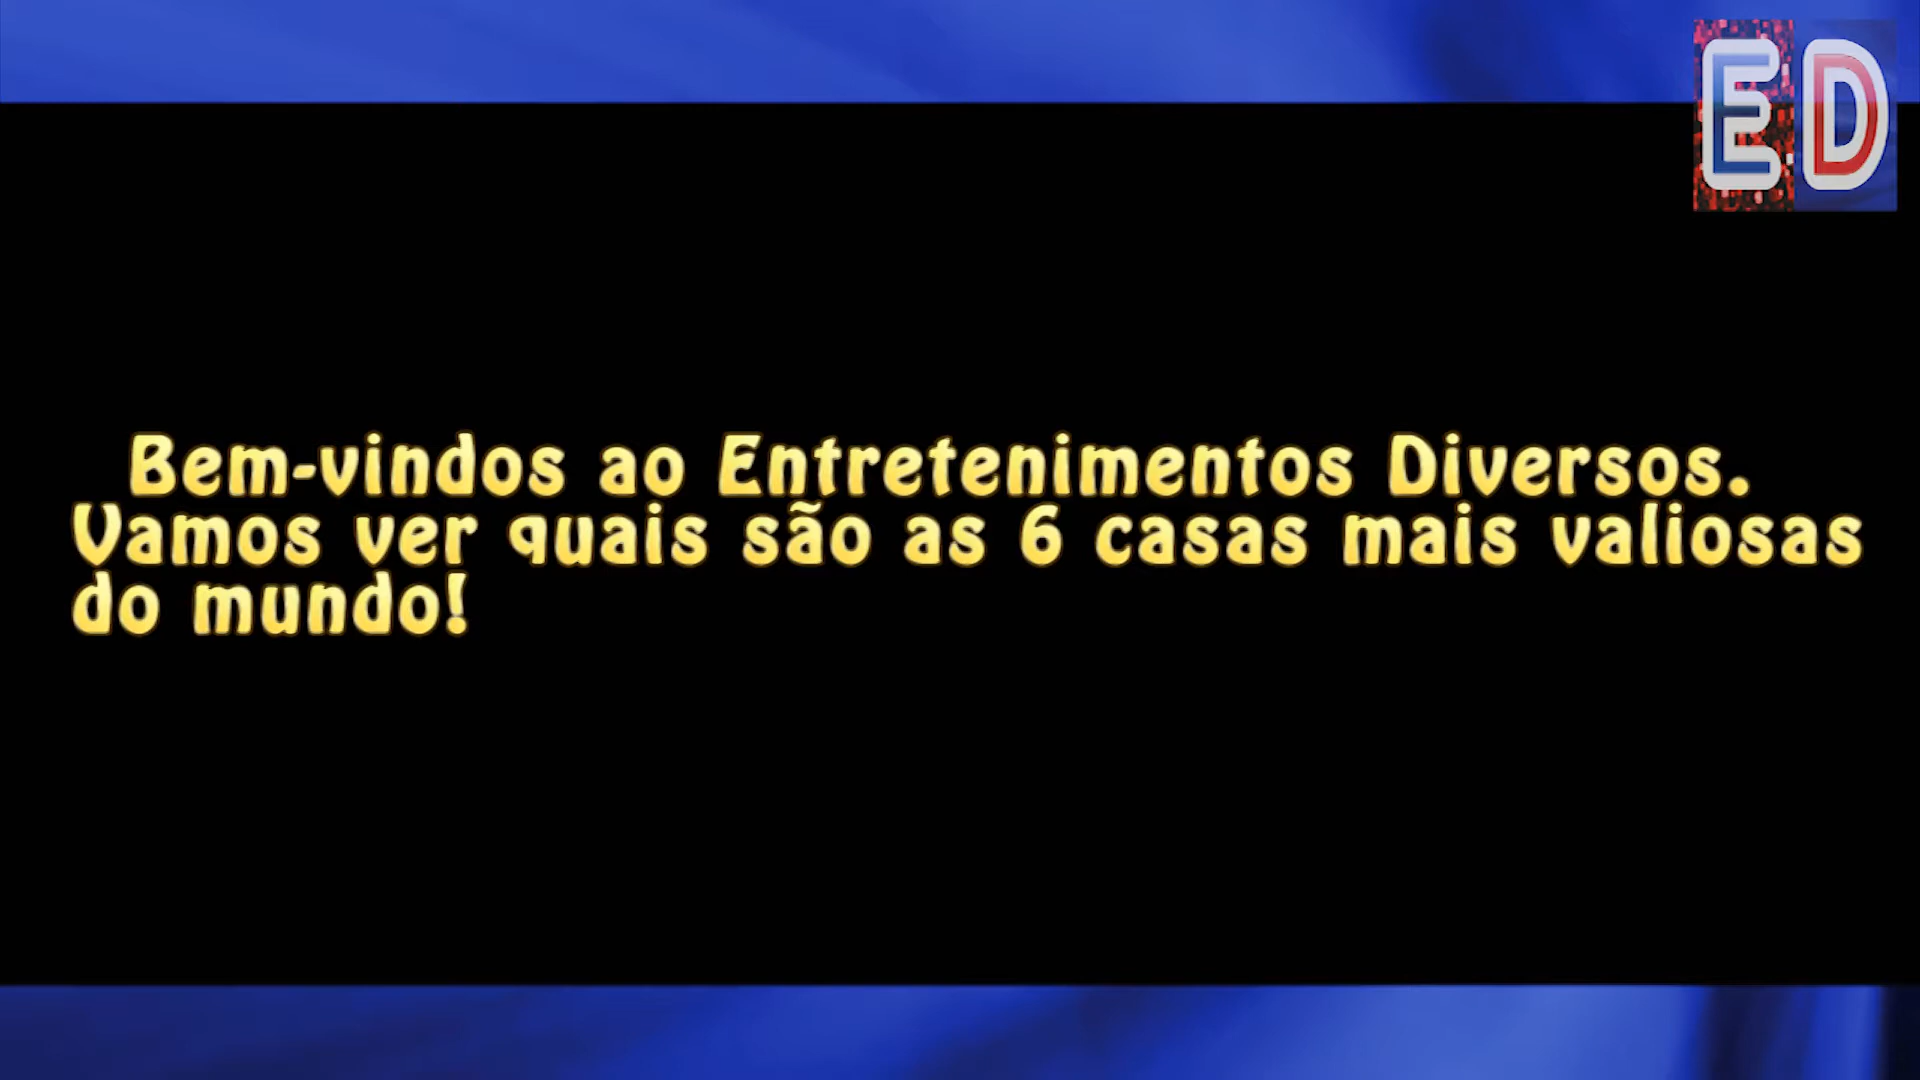 ED
Bem-vindos ao Entretenimentos Diversos.
Vamos ver quais são as 6 casas mais valiosas
do mundo!